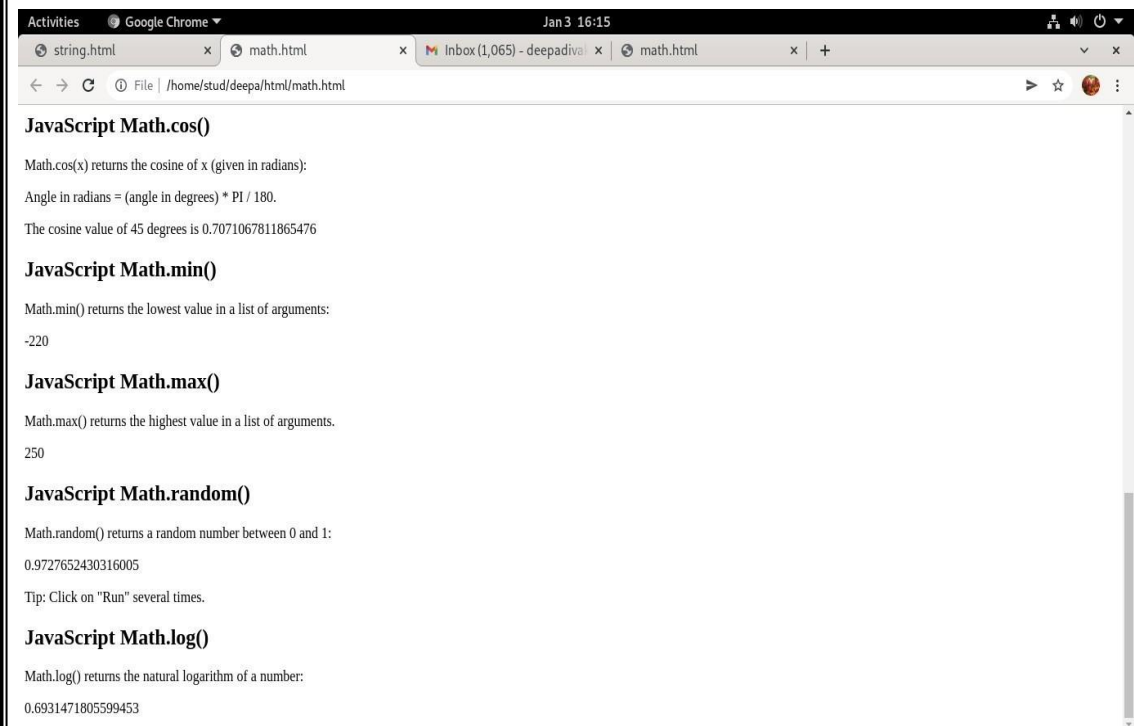 Activities Google Chrome Jan 3 16:15
string.html x math.html x Inbox (1,065) - deepadival x math.html x +
File /home/stud/deepa/html/math.html
JavaScript Math.cos()
Math.cos(x) returns the cosine of x (given in radians):
Angle in radians = (angle in degrees) * PI / 180.
The cosine value of 45 degrees is 0.7071067811865476
JavaScript Math.min()
Math.min() returns the lowest value in a list of arguments:
-220
JavaScript Math.max()
Math.max() returns the highest value in a list of arguments.
250
JavaScript Math.random()
Math.random() returns a random number between 0 and 1:
0.9727652430316005
Tip: Click on "Run" several times.
JavaScript Math.log()
Math.log() returns the natural logarithm of a number:
0.6931471805599453